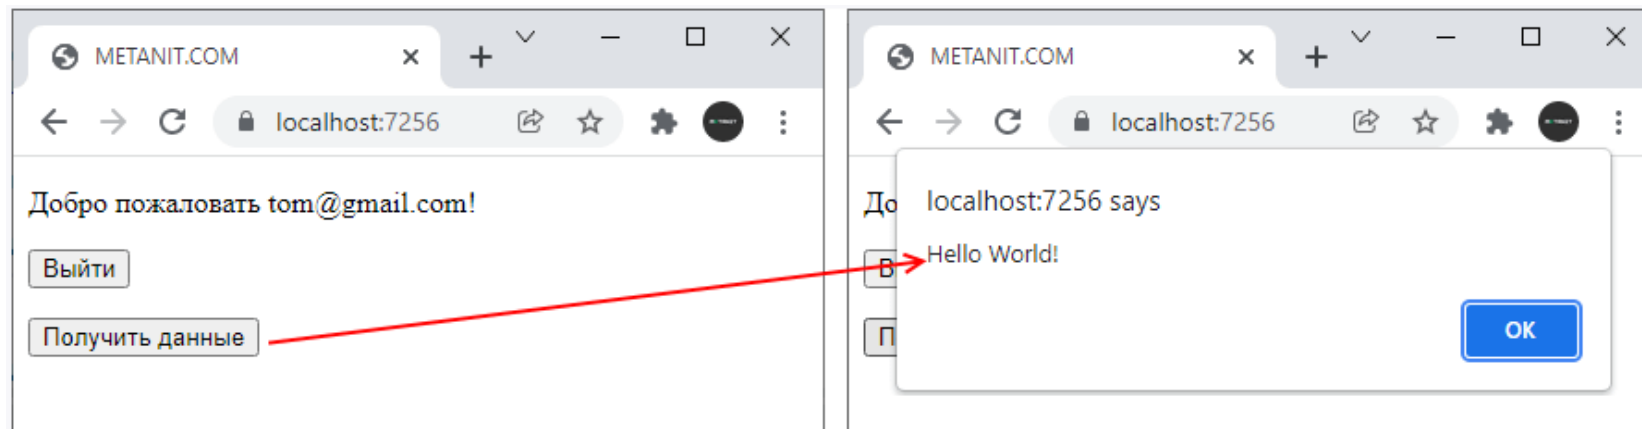 METANIT.COM
localhost:7256
Добро пожаловать tom@gmail.com!
Выйти
Получить данные
METANIT.COM
localhost:7256
До
localhost:7256 says
Hello World!
В
П
OK